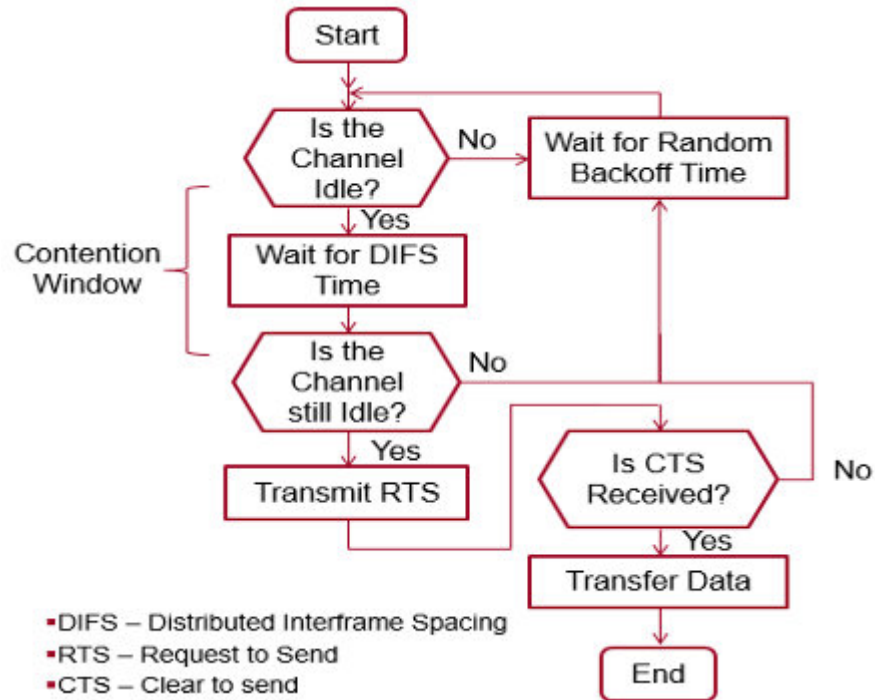 Start
Is the
Channel
Idle?
No
Wait for Random
Backoff Time
Yes
Contention
Window
Wait for DIFS
Time
Is the
Channel
still Idle?
No
Yes
Transmit RTS
Is CTS
Received?
No
Yes
Transfer Data
End
▪DIFS – Distributed Interframe Spacing
▪RTS – Request to Send
▪CTS – Clear to send